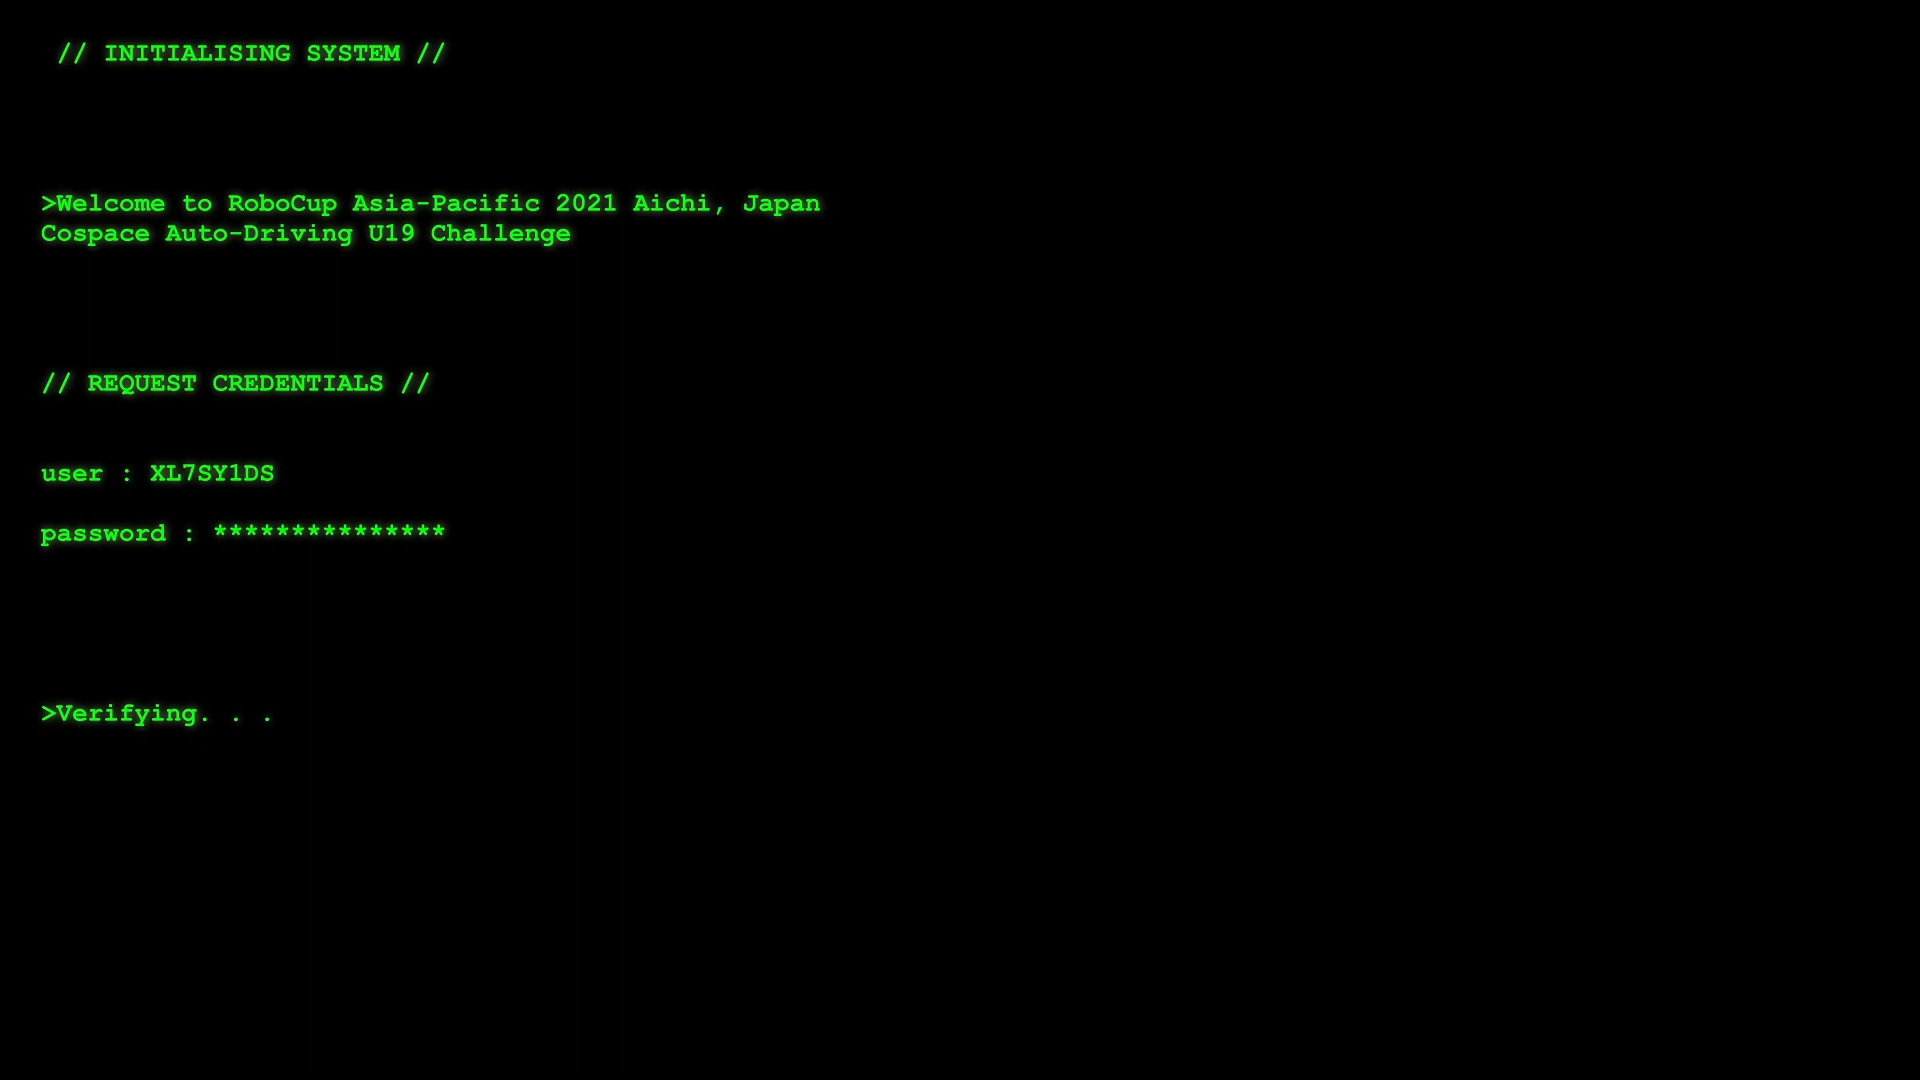 // INITIALISING SYSTEM //
>Welcome to RoboCup Asia-Pacific 2021 Aichi, Japan
Cospace Auto-Driving U19 Challenge
// REQUEST CREDENTIALS //
user : XL7SY1DS
password : ***************
>Verifying. . .